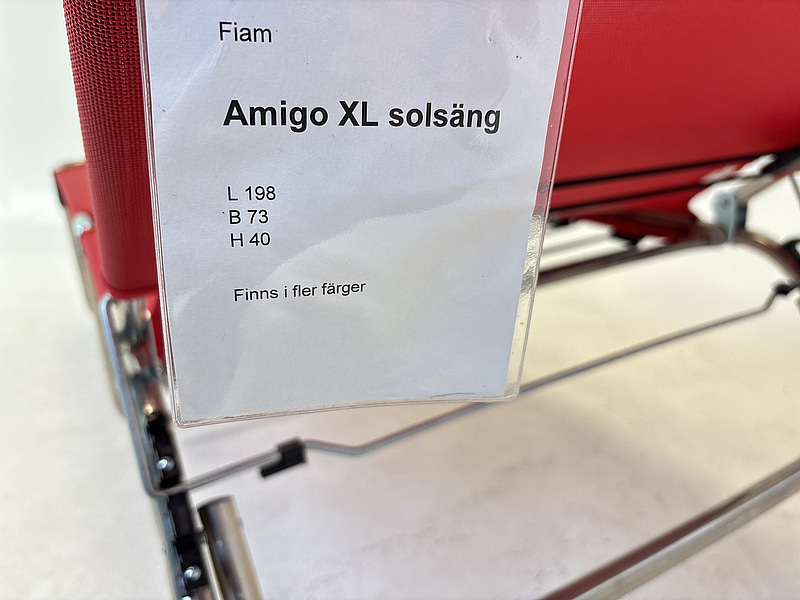 Fiam
Amigo XL solsäng
L 198
B 73
H 40
Finns i fler färger